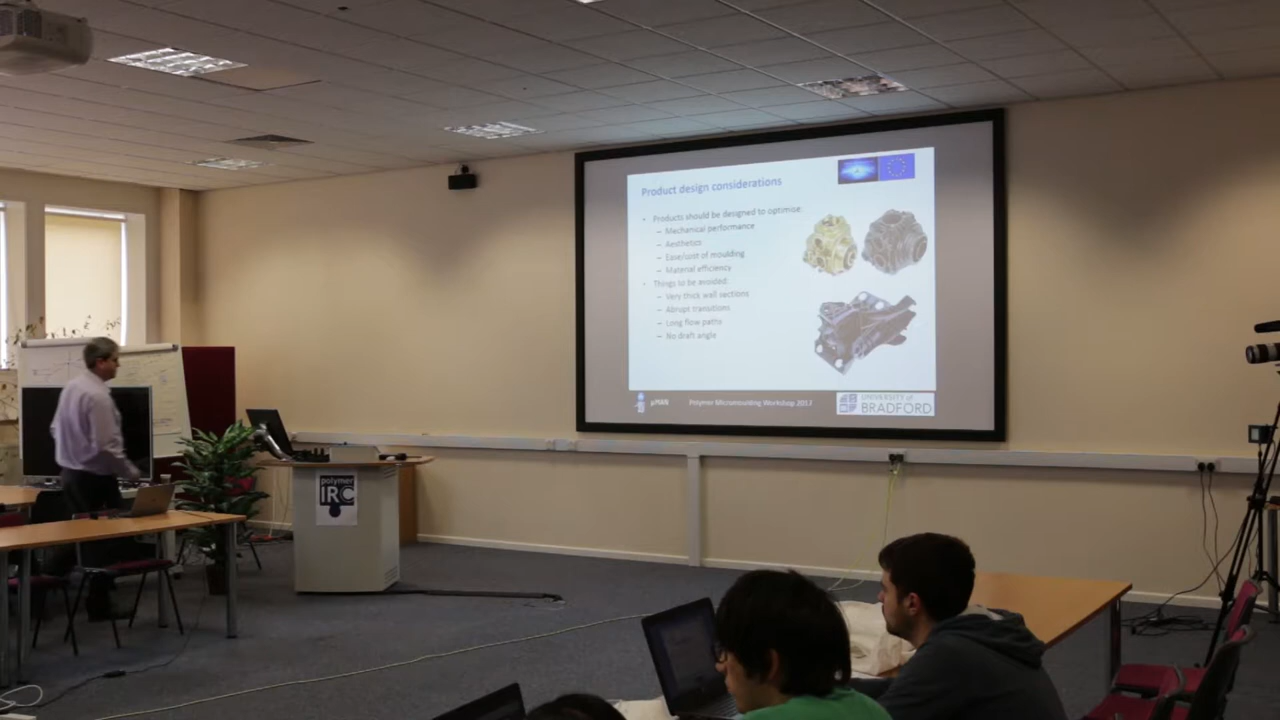 Product design considerations
• Products should be designed to optimise:
– Mechanical performance
– Aesthetics
– Ease/cost of moulding
– Material efficiency
• Things to be avoided:
– Very thick wall sections
– Abrupt transitions
– Long flow paths
– No draft angle
μMAN
Polymer Micromoulding Workshop 2017
UNIVERSITY of
BRADFORD
polymer
IRC